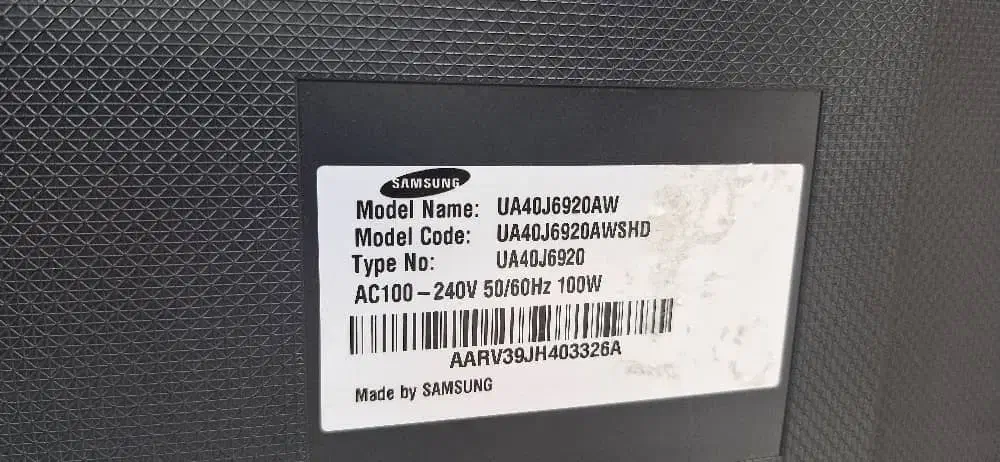 SAMSUNG
Model Name: UA40J6920AW
Model Code: UA40J6920AWSHD
Type No: UA40J6920
AC100-240V 50/60Hz 100W
AARV39JH403326A
Made by SAMSUNG